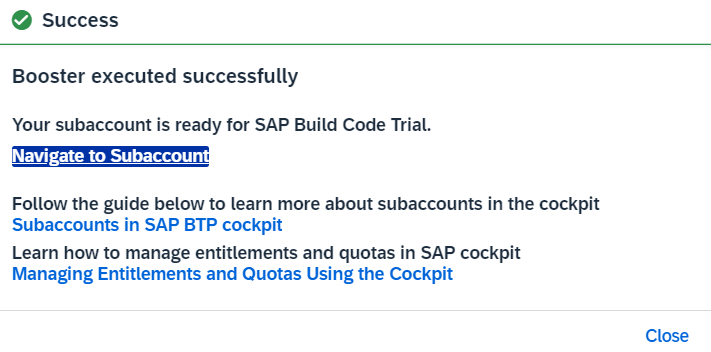 Success
Booster executed successfully
Your subaccount is ready for SAP Build Code Trial.
Navigate to Subaccount
Follow the guide below to learn more about subaccounts in the cockpit
Subaccounts in SAP BTP cockpit
Learn how to manage entitlements and quotas in SAP cockpit
Managing Entitlements and Quotas Using the Cockpit
Close